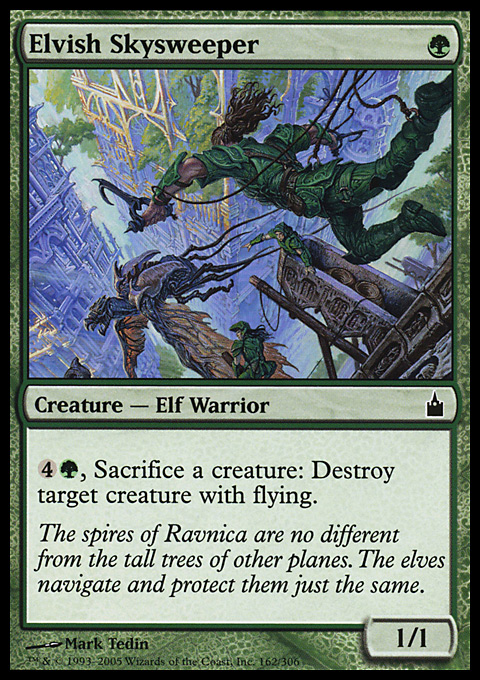 Elvish Skysweeper
Creature — Elf Warrior
4, Sacrifice a creature: Destroy
target creature with flying.
The spires of Ravnica are no different
from the tall trees of other planes. The elves
navigate and protect them just the same.
Mark Tedin
1/1
™ & © 1993–2005 Wizards of the Coast, Inc. 162/306